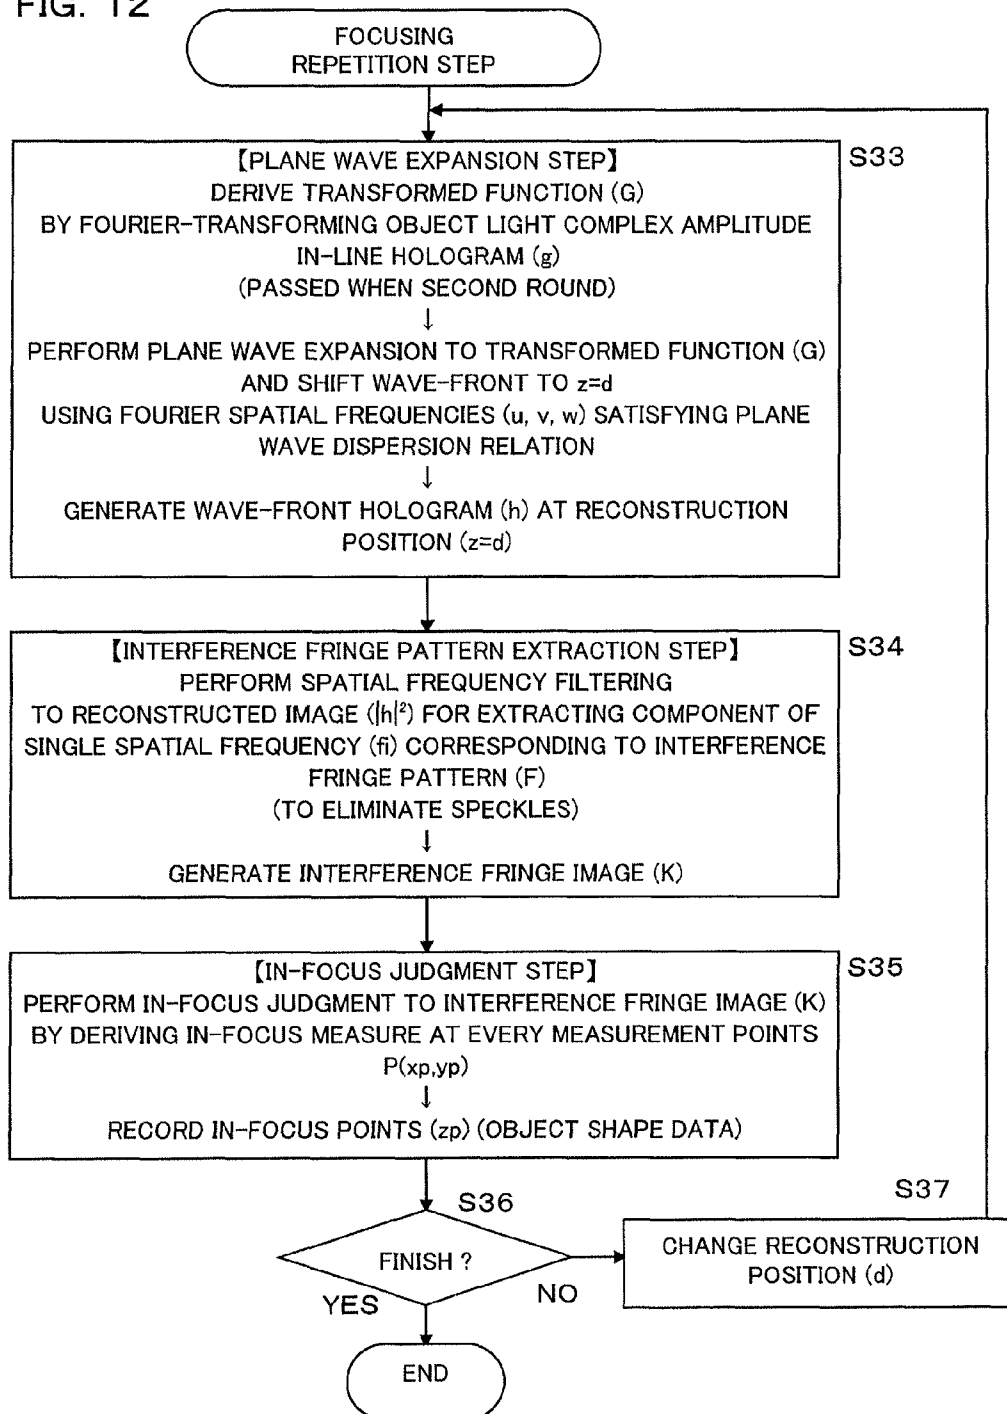 FIG. 12
FOCUSING
REPETITION STEP
S33
【PLANE WAVE EXPANSION STEP】
DERIVE TRANSFORMED FUNCTION (G)
BY FOURIER-TRANSFORMING OBJECT LIGHT COMPLEX AMPLITUDE
IN-LINE HOLOGRAM (g)
(PASSED WHEN SECOND ROUND)
↓
PERFORM PLANE WAVE EXPANSION TO TRANSFORMED FUNCTION (G)
AND SHIFT WAVE-FRONT TO z=d
USING FOURIER SPATIAL FREQUENCIES (u, v, w) SATISFYING PLANE
WAVE DISPERSION RELATION
↓
GENERATE WAVE-FRONT HOLOGRAM (h) AT RECONSTRUCTION
POSITION (z=d)
S34
【INTERFERENCE FRINGE PATTERN EXTRACTION STEP】
PERFORM SPATIAL FREQUENCY FILTERING
TO RECONSTRUCTED IMAGE (|h|²) FOR EXTRACTING COMPONENT OF
SINGLE SPATIAL FREQUENCY (fi) CORRESPONDING TO INTERFERENCE
FRINGE PATTERN (F)
(TO ELIMINATE SPECKLES)
↓
GENERATE INTERFERENCE FRINGE IMAGE (K)
S35
【IN-FOCUS JUDGMENT STEP】
PERFORM IN-FOCUS JUDGMENT TO INTERFERENCE FRINGE IMAGE (K)
BY DERIVING IN-FOCUS MEASURE AT EVERY MEASUREMENT POINTS
P(xp,yp)
↓
RECORD IN-FOCUS POINTS (zp) (OBJECT SHAPE DATA)
S36
FINISH ?
YES
NO
S37
CHANGE RECONSTRUCTION
POSITION (d)
END